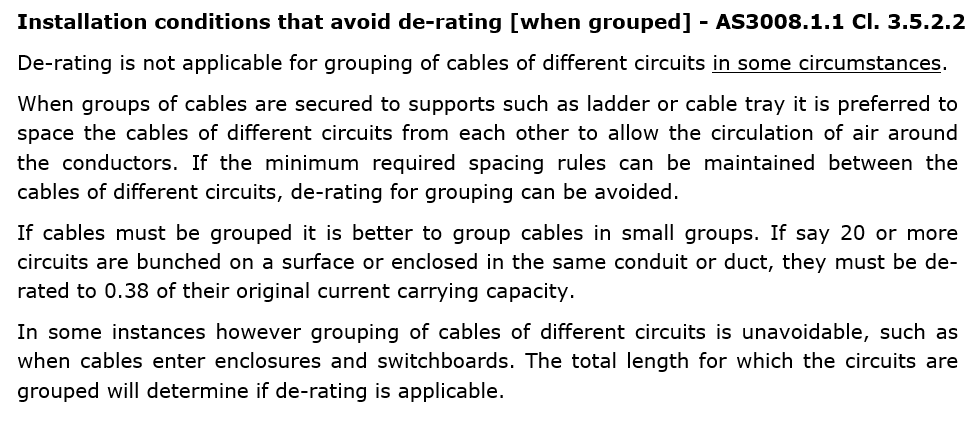 Installation conditions that avoid de-rating [when grouped] - AS3008.1.1 Cl. 3.5.2.2
De-rating is not applicable for grouping of cables of different circuits in some circumstances.
When groups of cables are secured to supports such as ladder or cable tray it is preferred to
space the cables of different circuits from each other to allow the circulation of air around
the conductors. If the minimum required spacing rules can be maintained between the
cables of different circuits, de-rating for grouping can be avoided.
If cables must be grouped it is better to group cables in small groups. If say 20 or more
circuits are bunched on a surface or enclosed in the same conduit or duct, they must be de-
rated to 0.38 of their original current carrying capacity.
In some instances however grouping of cables of different circuits is unavoidable, such as
when cables enter enclosures and switchboards. The total length for which the circuits are
grouped will determine if de-rating is applicable.